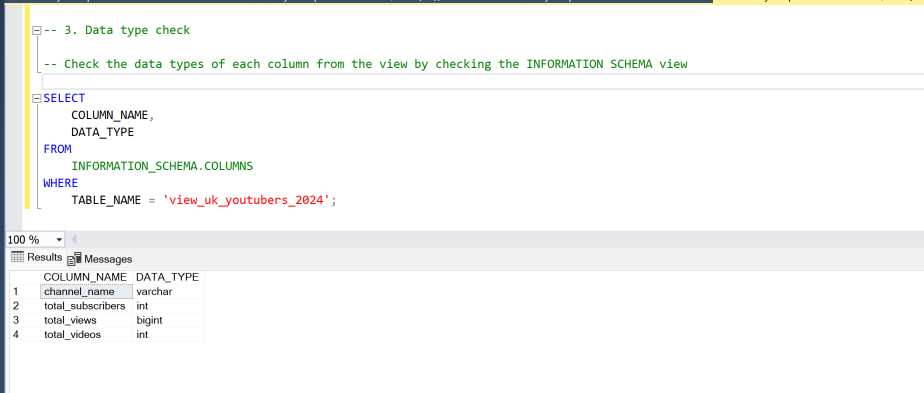 -- 3. Data type check
-- Check the data types of each column from the view by checking the INFORMATION SCHEMA view
SELECT
COLUMN_NAME,
DATA_TYPE
FROM
INFORMATION_SCHEMA.COLUMNS
WHERE
TABLE_NAME = 'view_uk_youtubers_2024';
100 %
Results Messages
COLUMN_NAME DATA_TYPE
1 channel_name varchar
2 total_subscribers int
3 total_views bigint
4 total_videos int